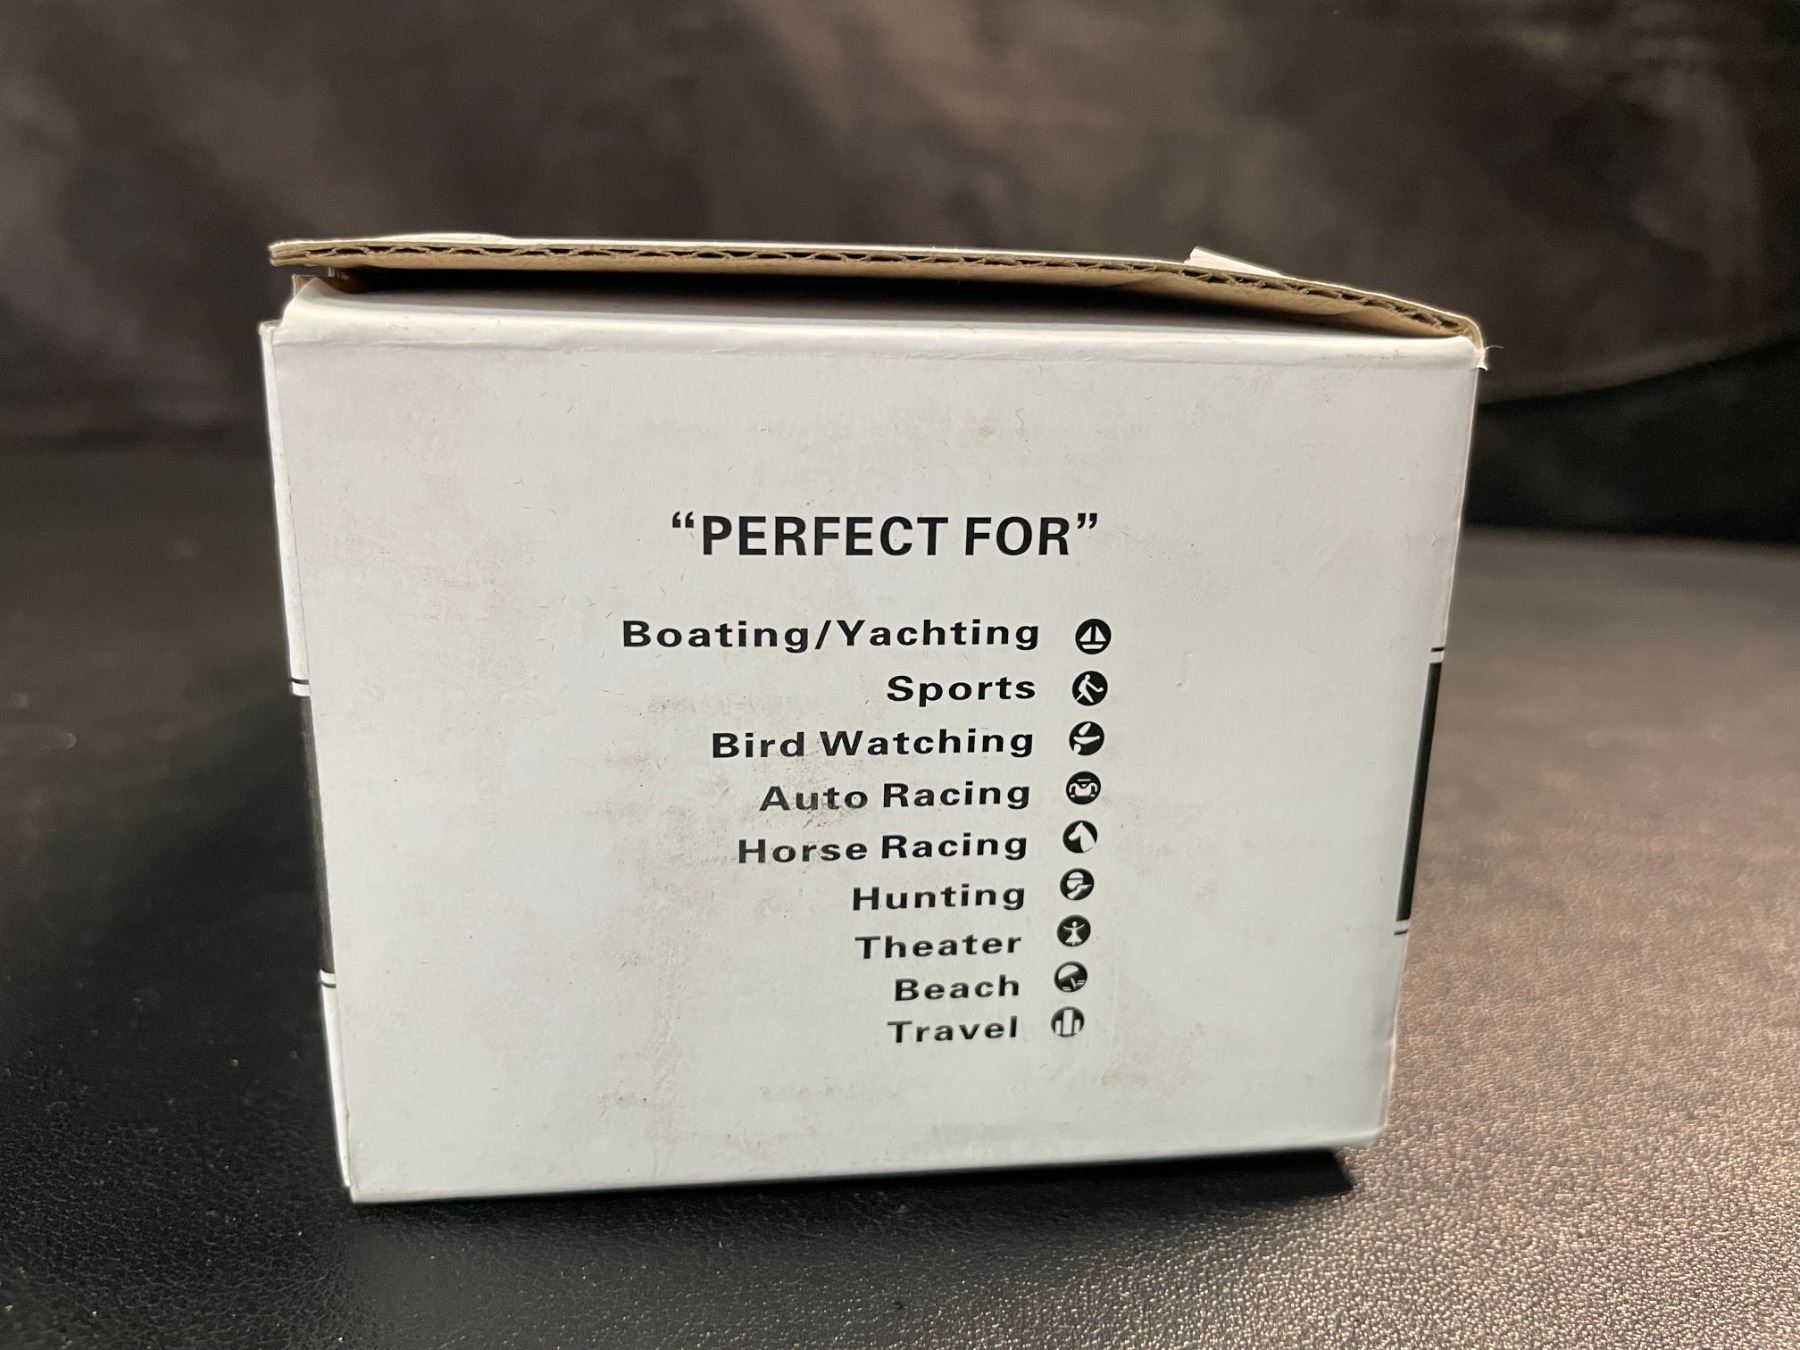 “PERFECT FOR”
Boating/Yachting
Sports
Bird Watching
Auto Racing
Horse Racing
Hunting
Theater
Beach
Travel